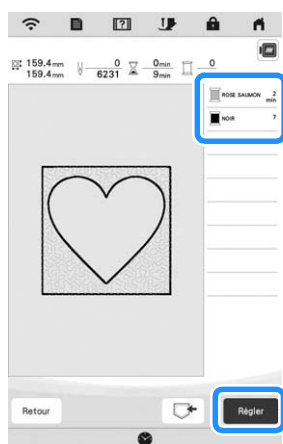 159.4mm 0 0min 0
159.4mm 6231 9min
ROSE SAUMON 2
min
NOIR 7
Retour Régler